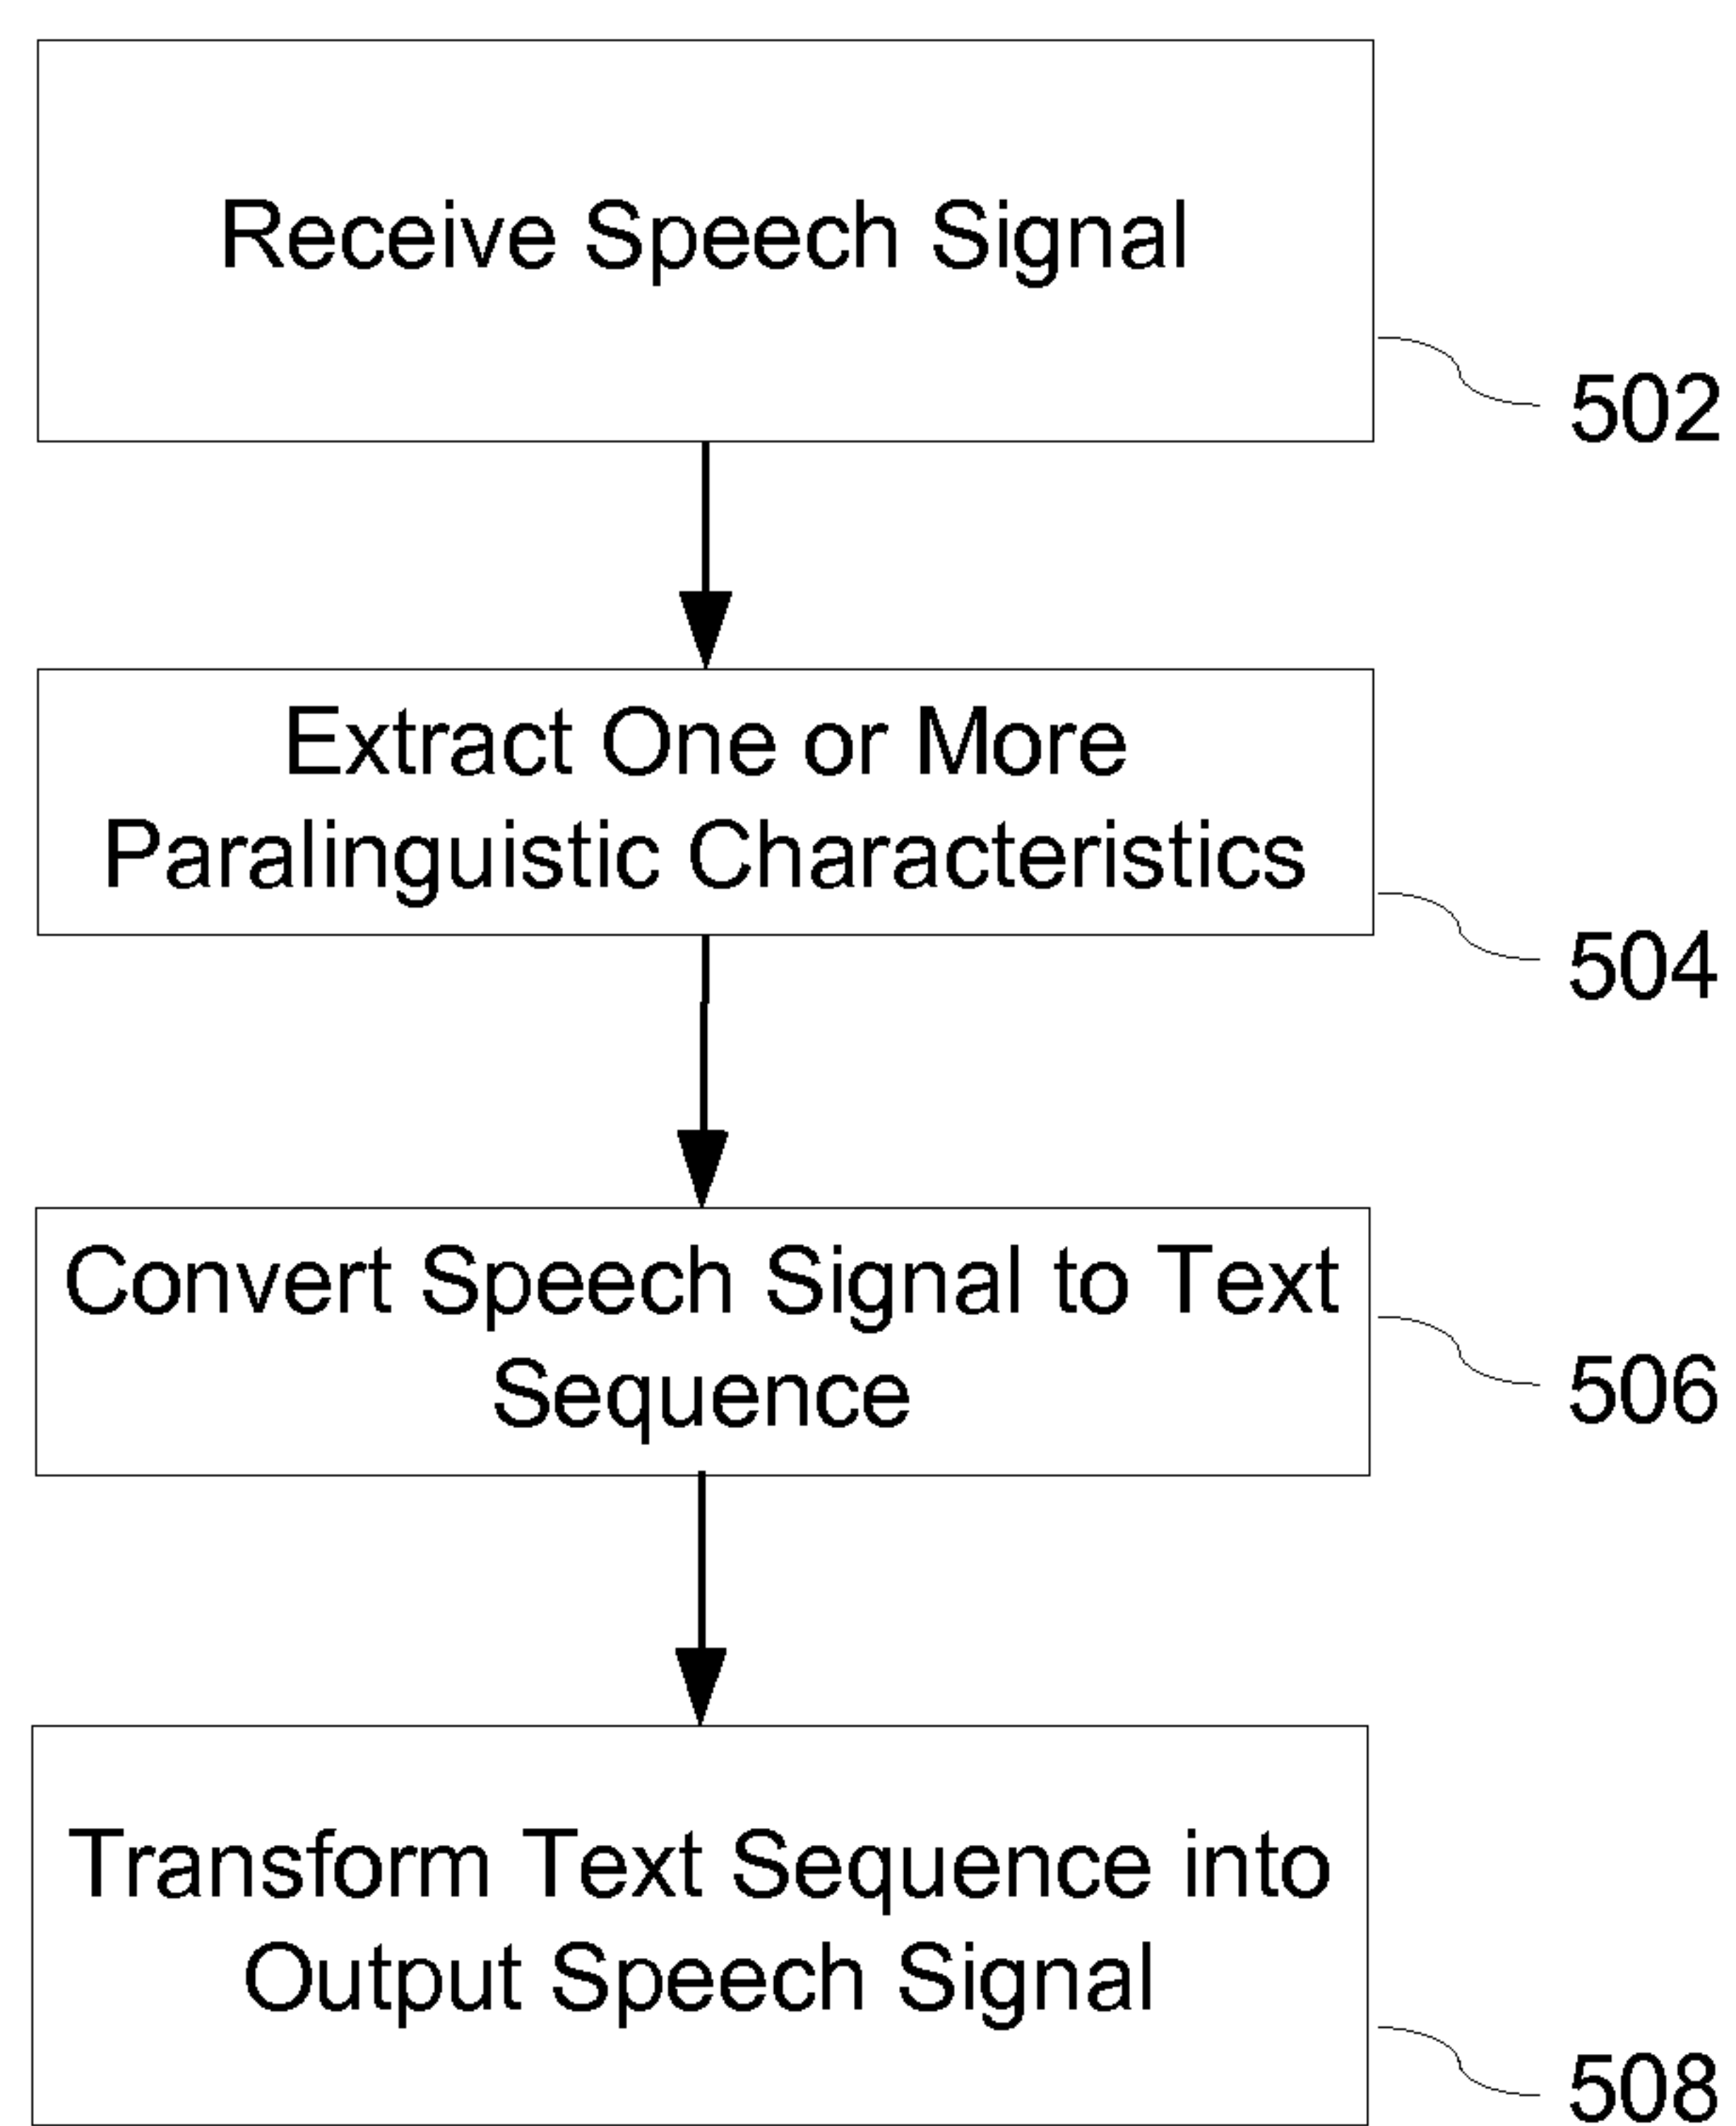 Receive Speech Signal
502
Extract One or More
Paralinguistic Characteristics
504
Convert Speech Signal to Text
Sequence
506
Transform Text Sequence into
Output Speech Signal
508